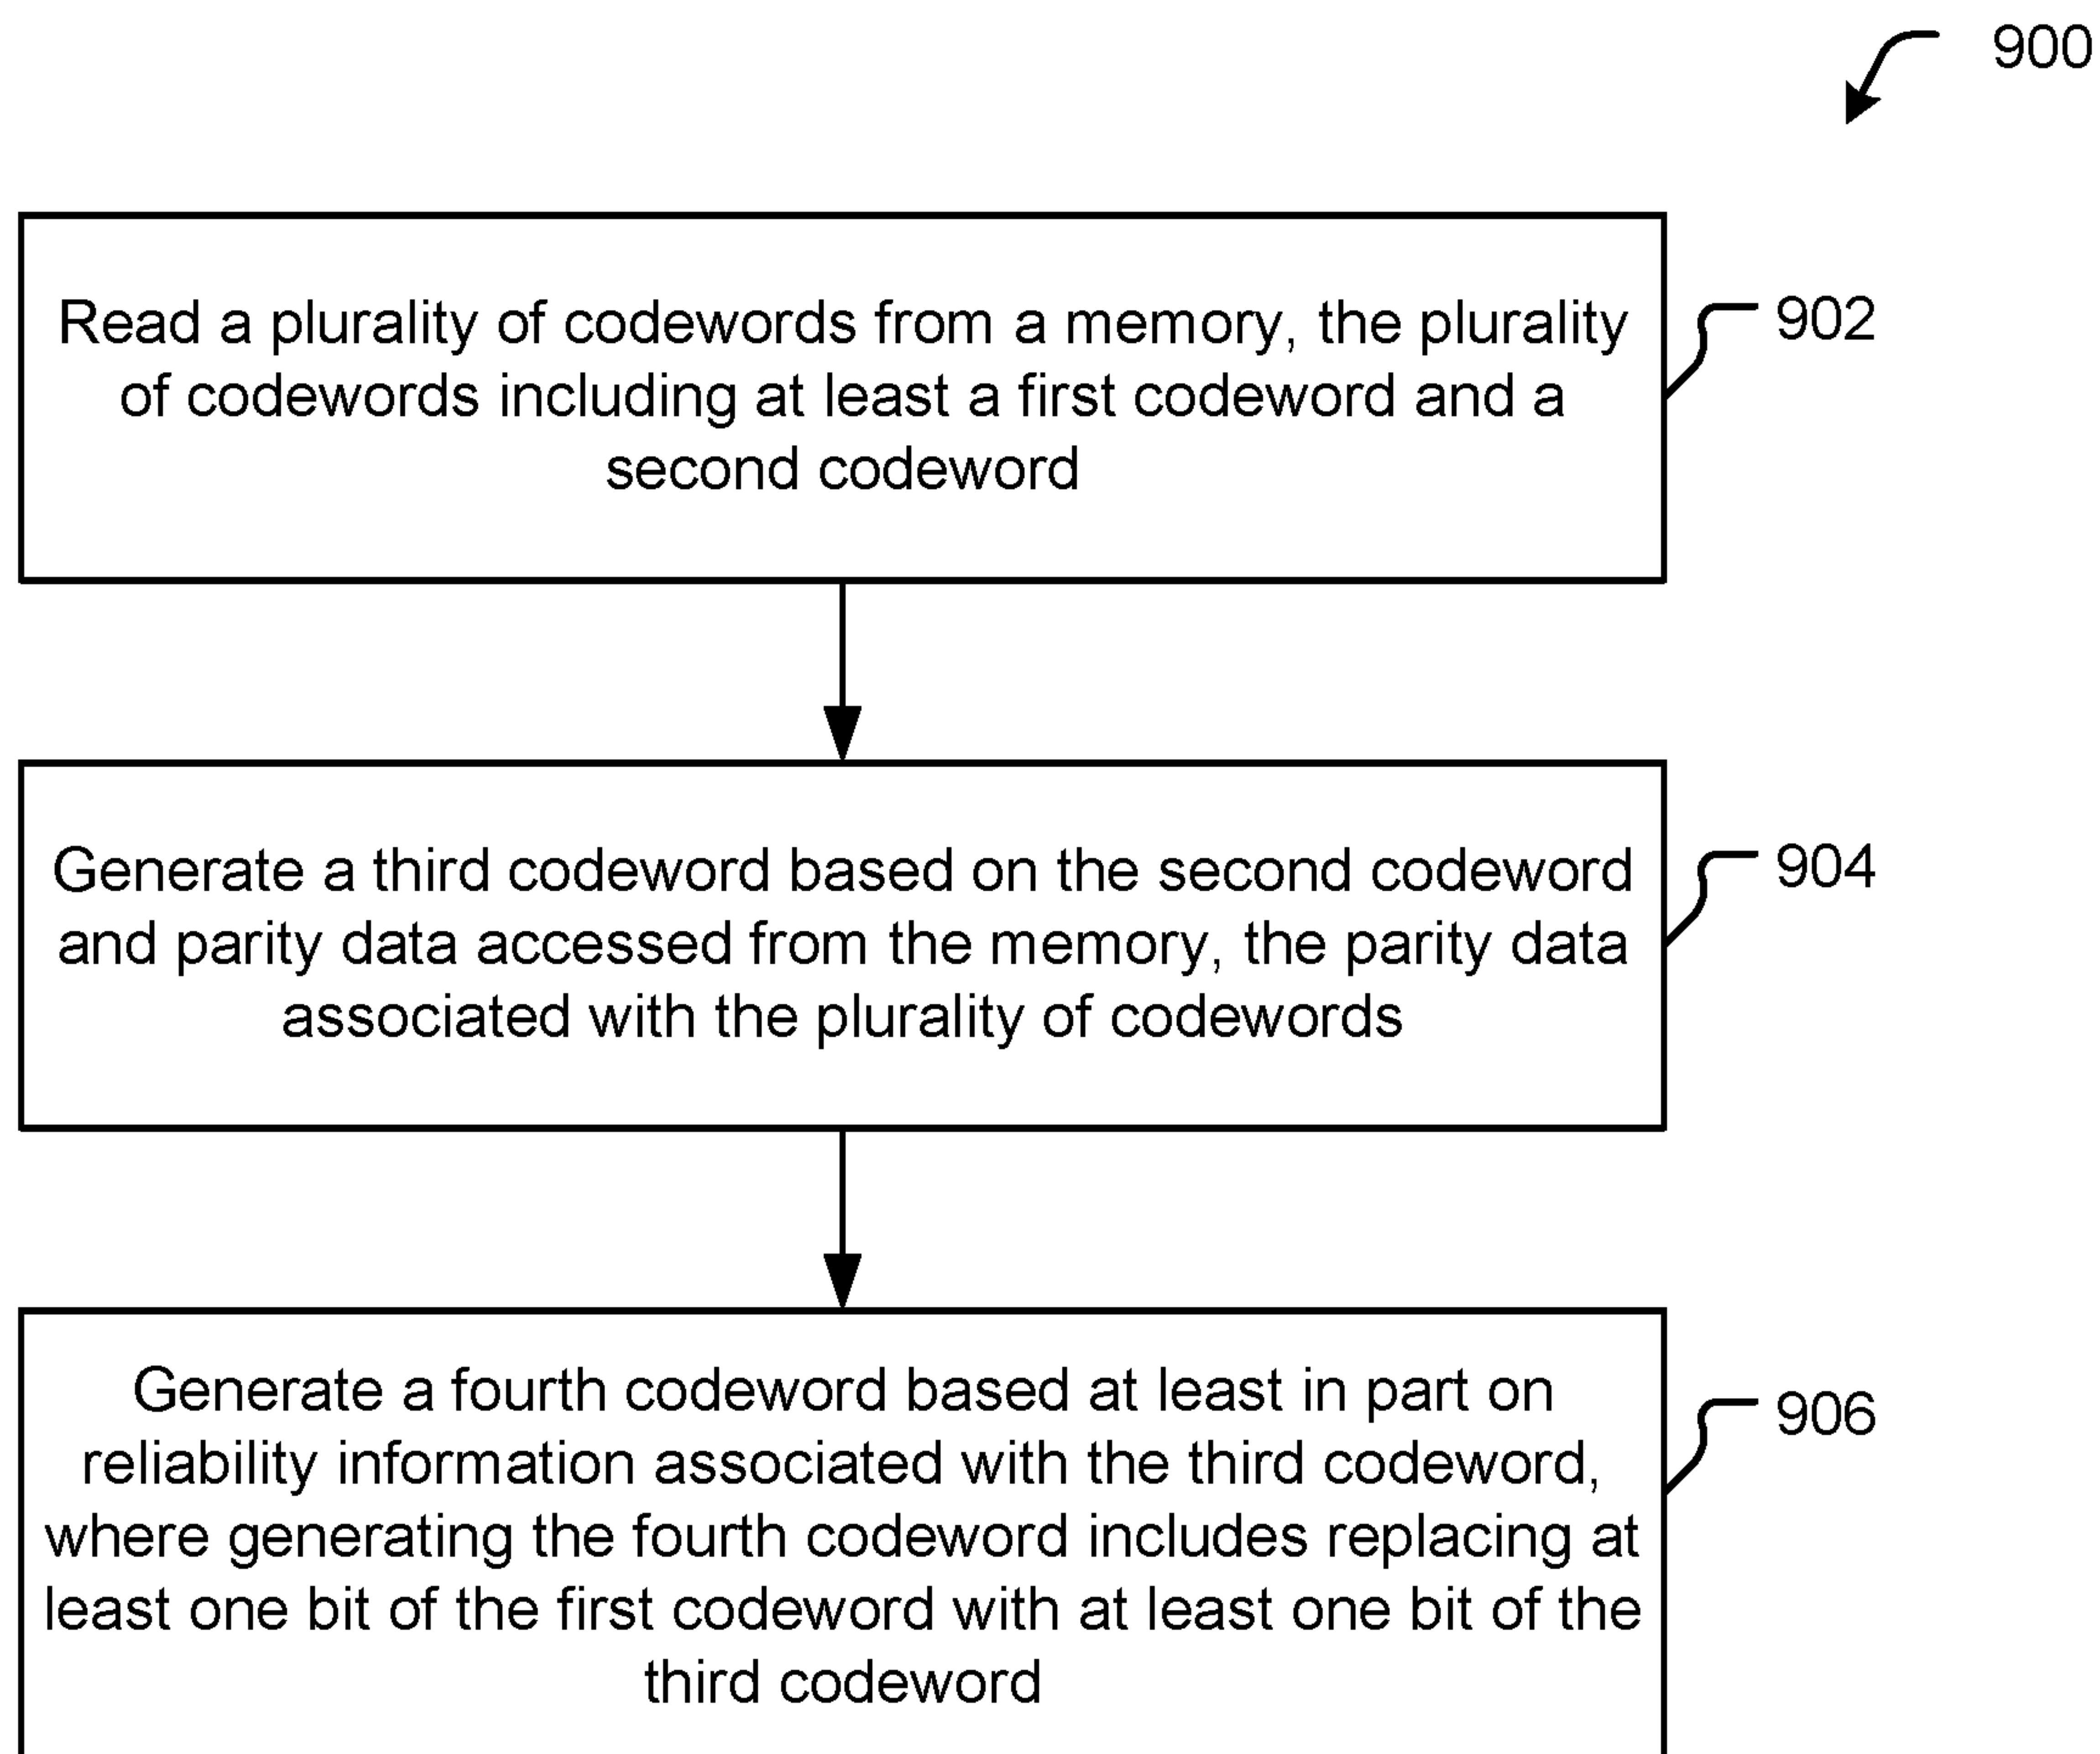 900
Read a plurality of codewords from a memory, the plurality
of codewords including at least a first codeword and a
second codeword
902
Generate a third codeword based on the second codeword
and parity data accessed from the memory, the parity data
associated with the plurality of codewords
904
Generate a fourth codeword based at least in part on
reliability information associated with the third codeword,
where generating the fourth codeword includes replacing at
least one bit of the first codeword with at least one bit of the
third codeword
906